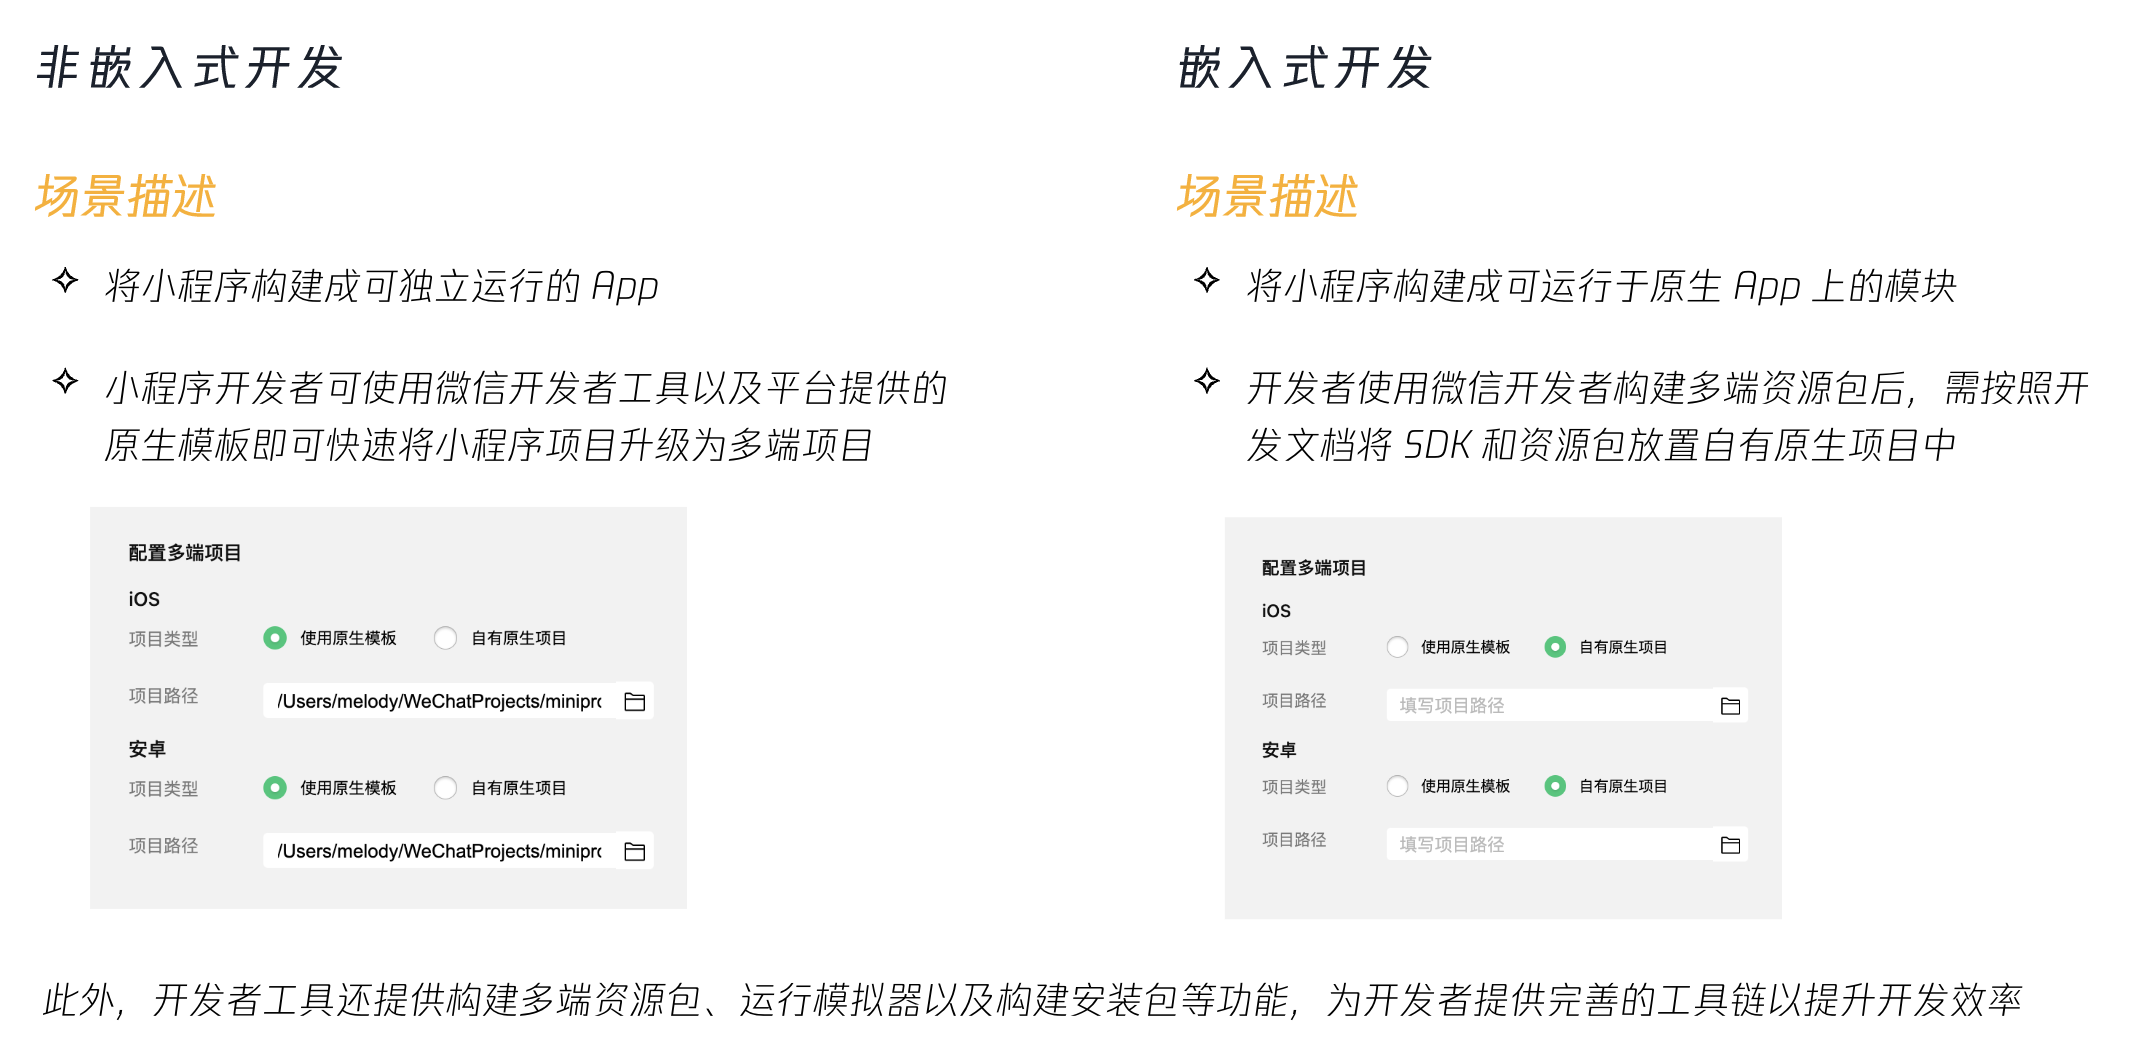 非嵌入式开发
场景描述
将小程序构建成可独立运行的 App
小程序开发者可使用微信开发者工具以及平台提供的
原生模板即可快速将小程序项目升级为多端项目
配置多端项目
iOS
项目类型 使用原生模板 自有原生项目
项目路径 /Users/melody/WeChatProjects/minipro
安卓
项目类型 使用原生模板 自有原生项目
项目路径 /Users/melody/WeChatProjects/minipro
嵌入式开发
场景描述
将小程序构建成可运行于原生 App 上的模块
开发者使用微信开发者构建多端资源包后，需按照开
发文档将 SDK 和资源包放置自有原生项目中
配置多端项目
iOS
项目类型 使用原生模板 自有原生项目
项目路径 填写项目路径
安卓
项目类型 使用原生模板 自有原生项目
项目路径 填写项目路径
此外，开发者工具还提供构建多端资源包、运行模拟器以及构建安装包等功能，为开发者提供完善的工具链以提升开发效率